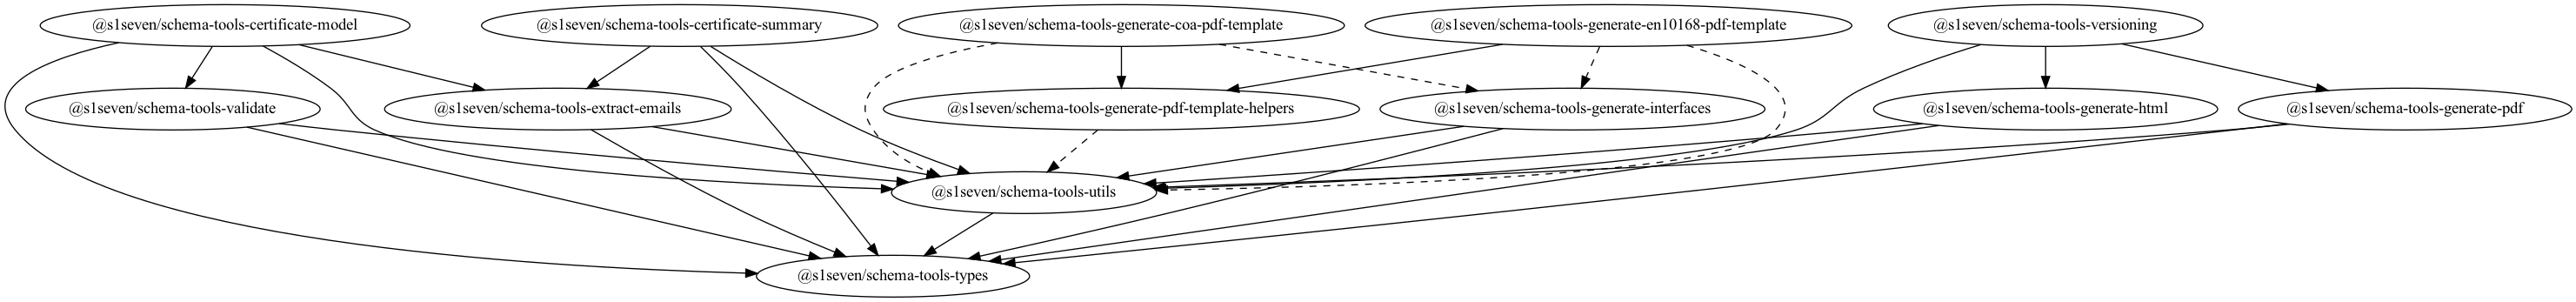 @s1seven/schema-tools-certificate-model
@s1seven/schema-tools-certificate-summary
@s1seven/schema-tools-generate-coa-pdf-template
@s1seven/schema-tools-generate-en10168-pdf-template
@s1seven/schema-tools-versioning
@s1seven/schema-tools-validate
@s1seven/schema-tools-extract-emails
@s1seven/schema-tools-generate-pdf-template-helpers
@s1seven/schema-tools-generate-interfaces
@s1seven/schema-tools-generate-html
@s1seven/schema-tools-generate-pdf
@s1seven/schema-tools-utils
@s1seven/schema-tools-types